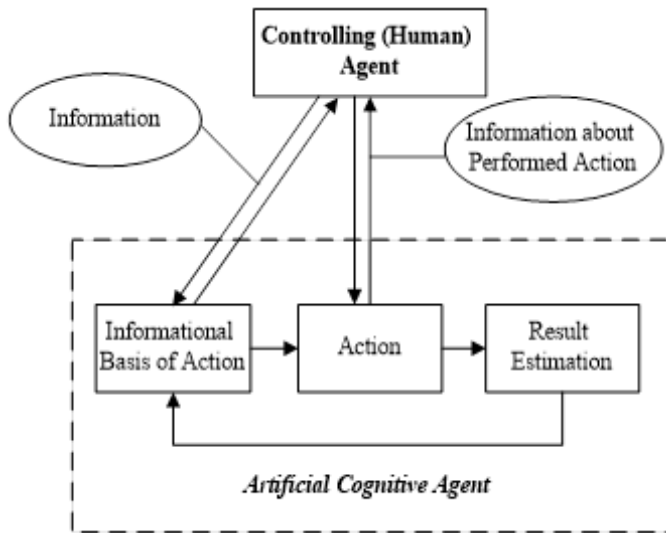 Controlling (Human)
Agent
Information
Information about
Performed Action
Informational
Basis of Action
Action
Result
Estimation
Artificial Cognitive Agent